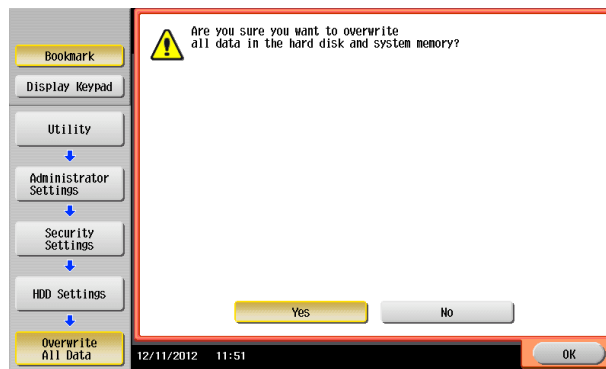 Are you sure you want to overwrite
all data in the hard disk and system memory?
Bookmark
Display Keypad
Utility
Administrator
Settings
Security
Settings
HDD Settings
Overwrite
All Data
Yes
No
12/11/2012 11:51
OK